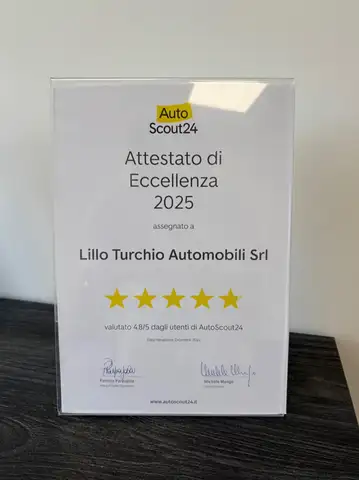 Auto
Scout24
Attestato di
Eccellenza
2025
assegnato a
Lillo Turchio Automobili Srl
valutato 4.8/5 dagli utenti di AutoScout24
www.autoscout24.it